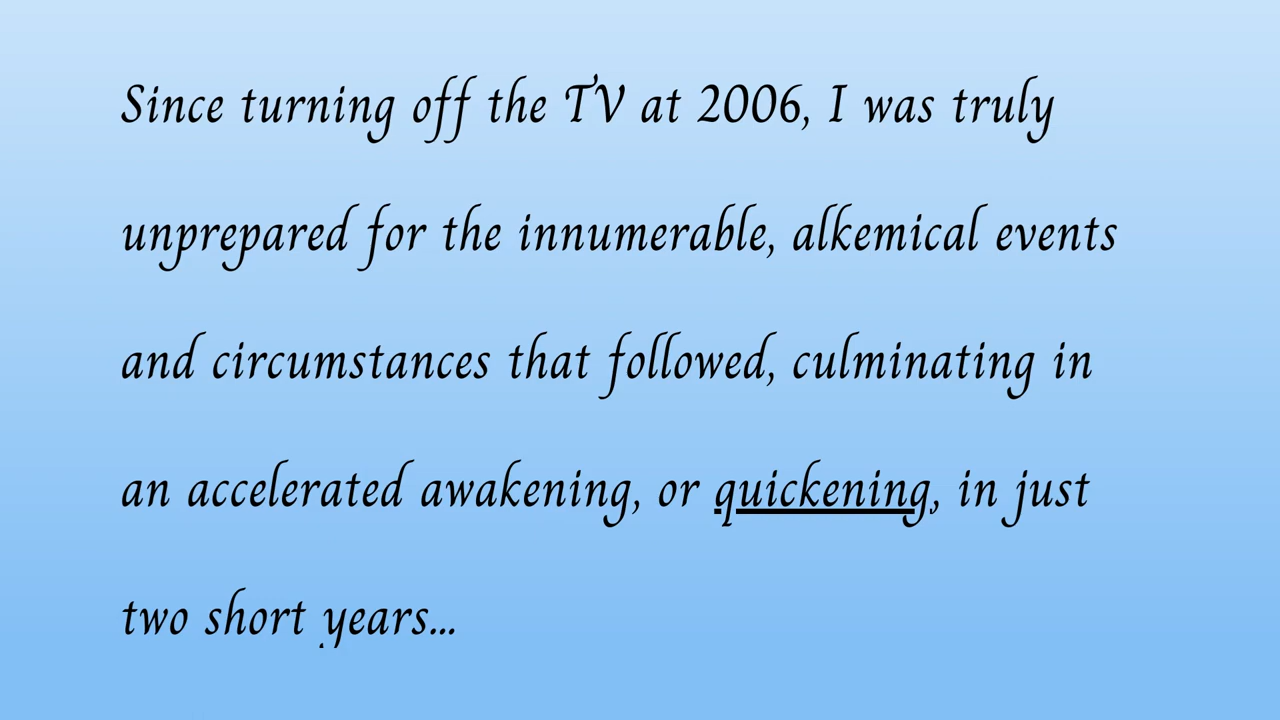 Since turning off the TV at 2006, I was truly
unprepared for the innumerable, alkemical events
and circumstances that followed, culminating in
an accelerated awakening, or quickening, in just
two short years...